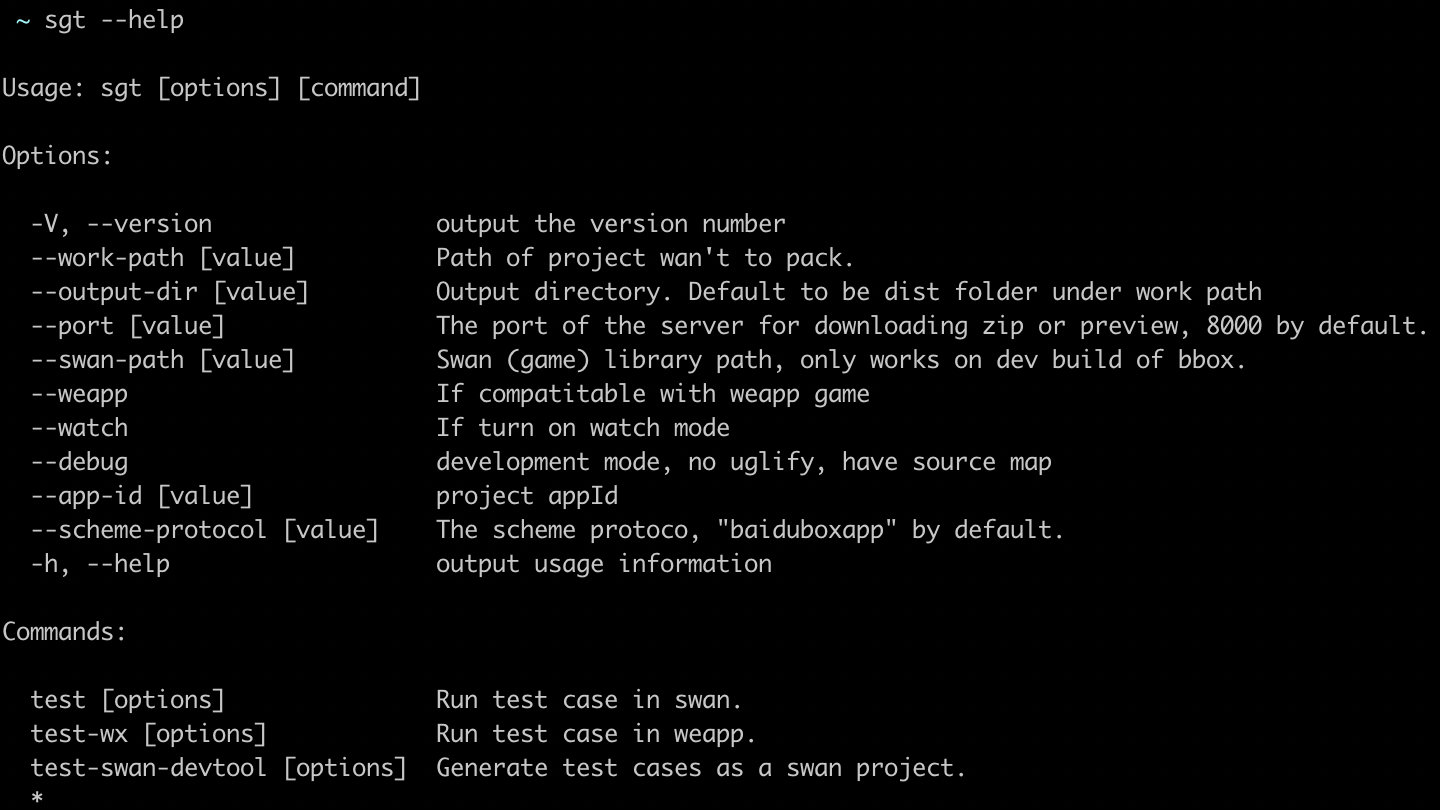 ~ sgt --help
Usage: sgt [options] [command]
Options:
-V, --version output the version number
--work-path [value] Path of project wan't to pack.
--output-dir [value] Output directory. Default to be dist folder under work path
--port [value] The port of the server for downloading zip or preview, 8000 by default.
--swan-path [value] Swan (game) library path, only works on dev build of bbox.
--weapp If compatitable with weapp game
--watch If turn on watch mode
--debug development mode, no uglify, have source map
--app-id [value] project appId
--scheme-protocol [value] The scheme protoco, "baiduboxapp" by default.
-h, --help output usage information
Commands:
test [options] Run test case in swan.
test-wx [options] Run test case in weapp.
test-swan-devtool [options] Generate test cases as a swan project.
*